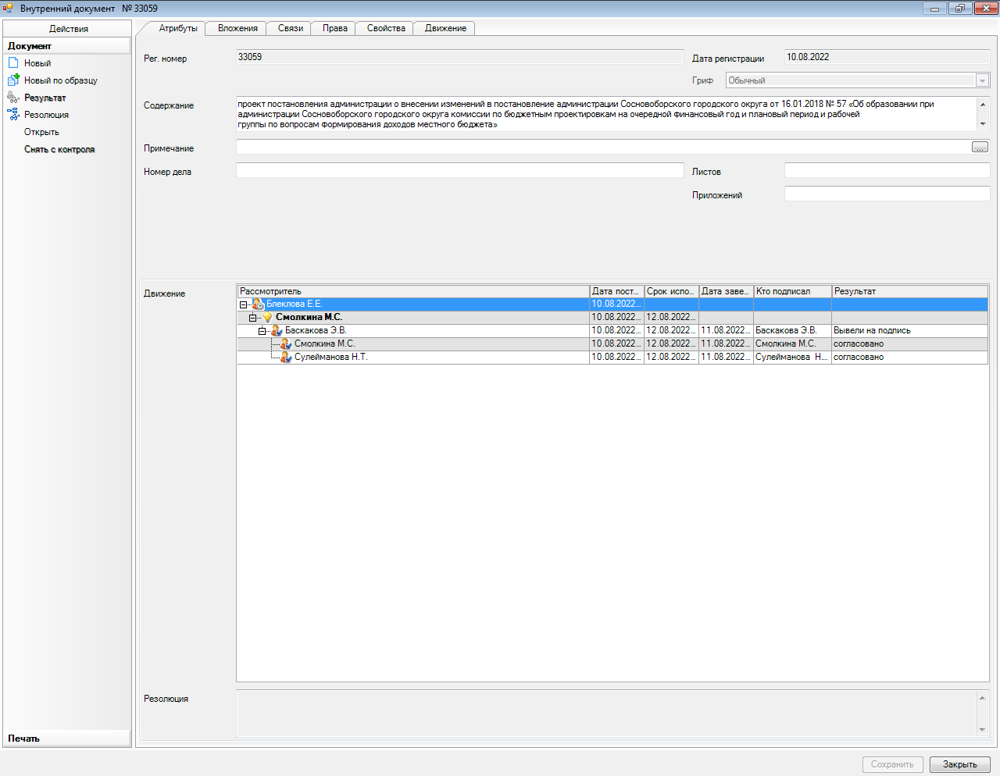 Внутренний документ № 33059
Действия
Документ
Новый
Новый по образцу
Результат
Резолюция
Открыть
Снять с контроля
Печать
Атрибуты Вложения Связи Права Свойства Движение
Рег. номер 33059 Дата регистрации 10.08.2022
Гриф Обычный
Содержание
проект постановления администрации о внесении изменений в постановление администрации Сосновоборского городского округа от 16.01.2018 № 57 «Об образовании при
администрации Сосновоборского городского округа комиссии по бюджетным проектировкам на очередной финансовый год и плановый период и рабочей
группы по вопросам формирования доходов местного бюджета»
Примечание ...
Номер дела Листов
Приложений
Движение
Рассмотритель Дата пост... Срок испо... Дата заве... Кто подписал Результат
Блеклова Е.Е. 10.08.2022...
Смолкина М.С. 10.08.2022... 12.08.2022...
Баскакова Э.В. 10.08.2022... 12.08.2022... 11.08.2022... Баскакова Э.В. Вывели на подпись
Смолкина М.С. 10.08.2022... 12.08.2022... 11.08.2022... Смолкина М.С. согласовано
Сулейманова Н.Т. 10.08.2022... 12.08.2022... 11.08.2022... Сулейманова Н.... согласовано
Резолюция
Сохранить Закрыть